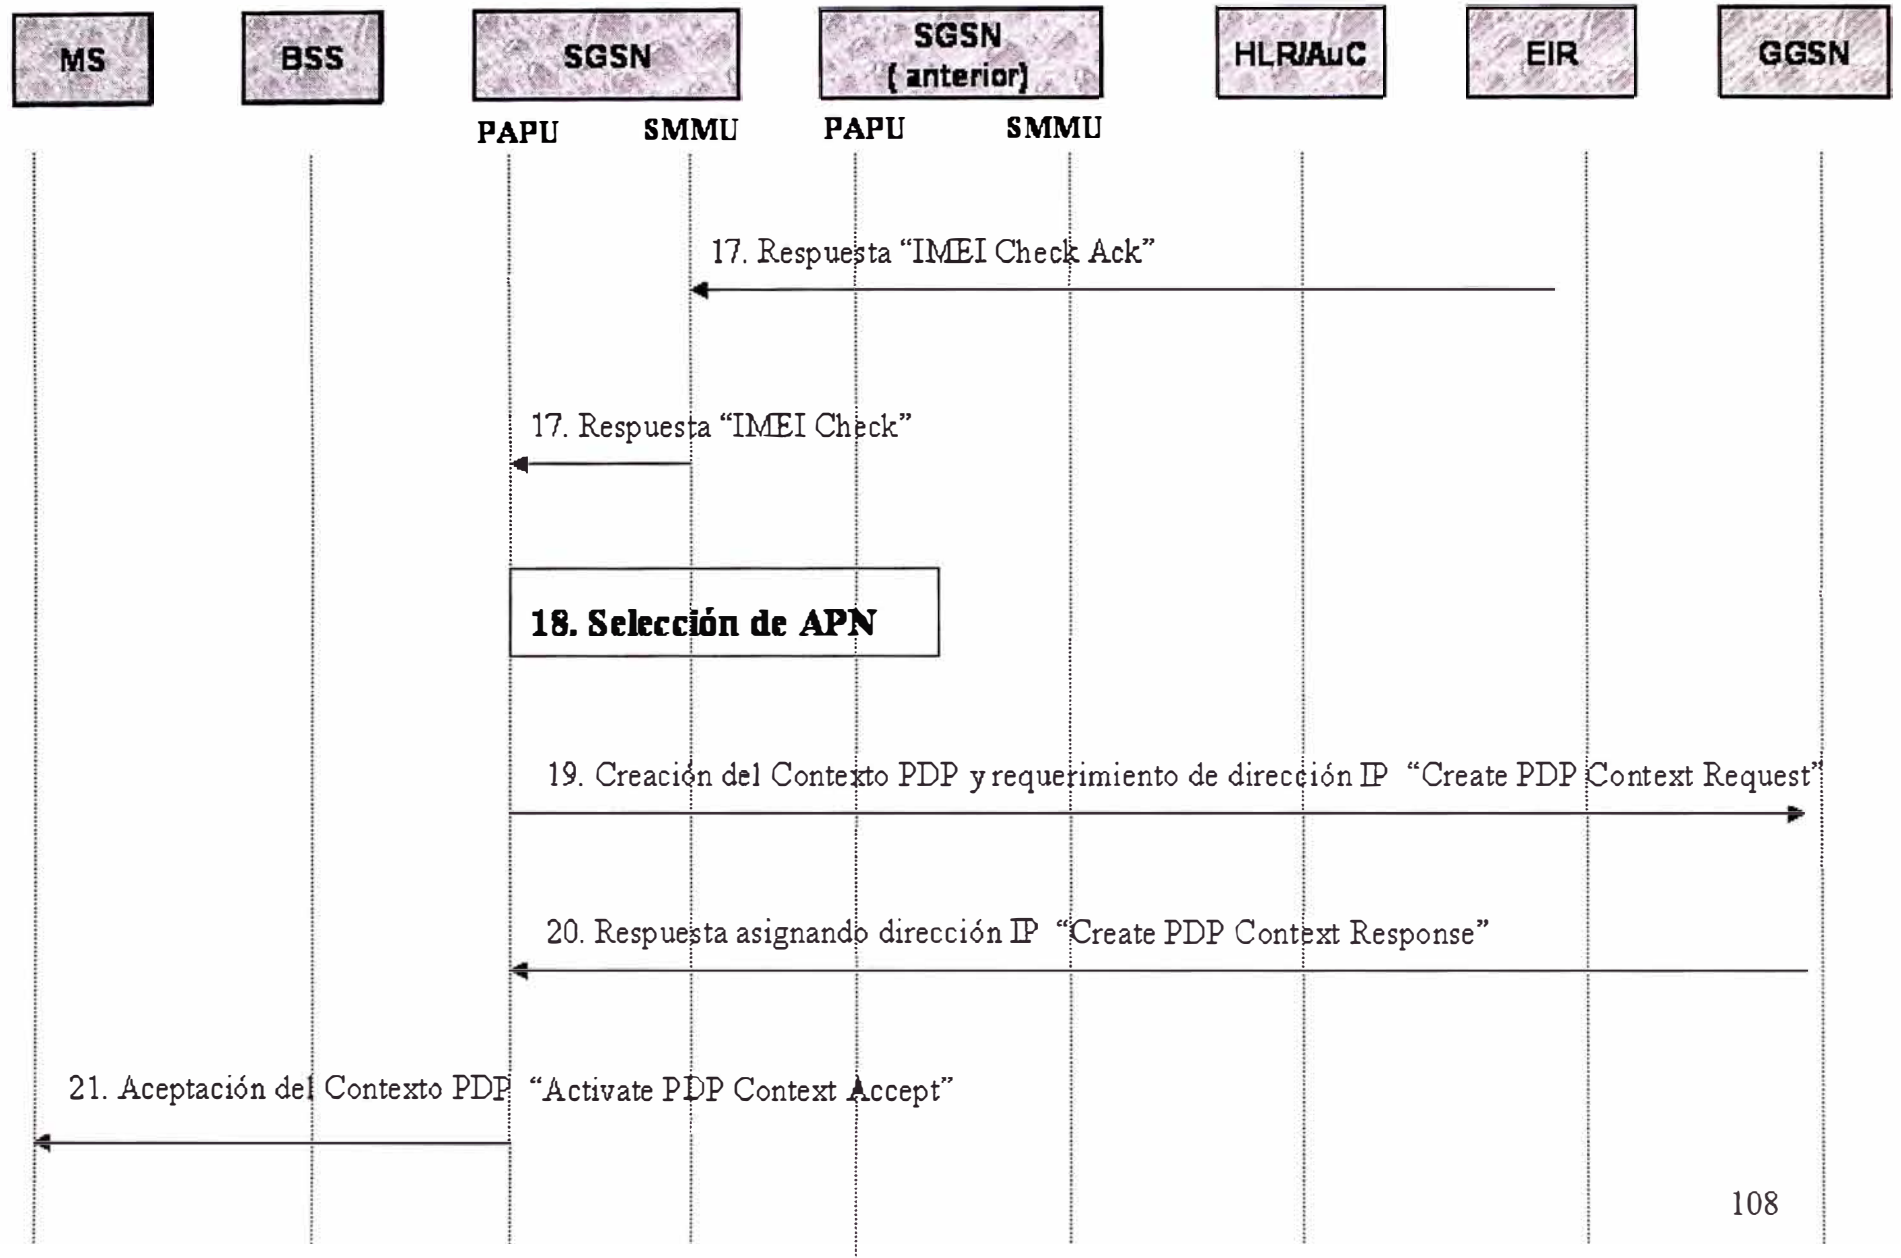 MS
BSS
SGSN
SGSN
( anterior)
HLR/AuC
EIR
GGSN
PAPU
SMMU
PAPU
SMMU
17. Respuesta “IMEI Check Ack”
17. Respuesta “IMEI Check”
18. Selección de APN
19. Creación del Contexto PDP y requerimiento de dirección IP “Create PDP Context Request”
20. Respuesta asignando dirección IP “Create PDP Context Response”
21. Aceptación del Contexto PDP “Activate PDP Context Accept”
108